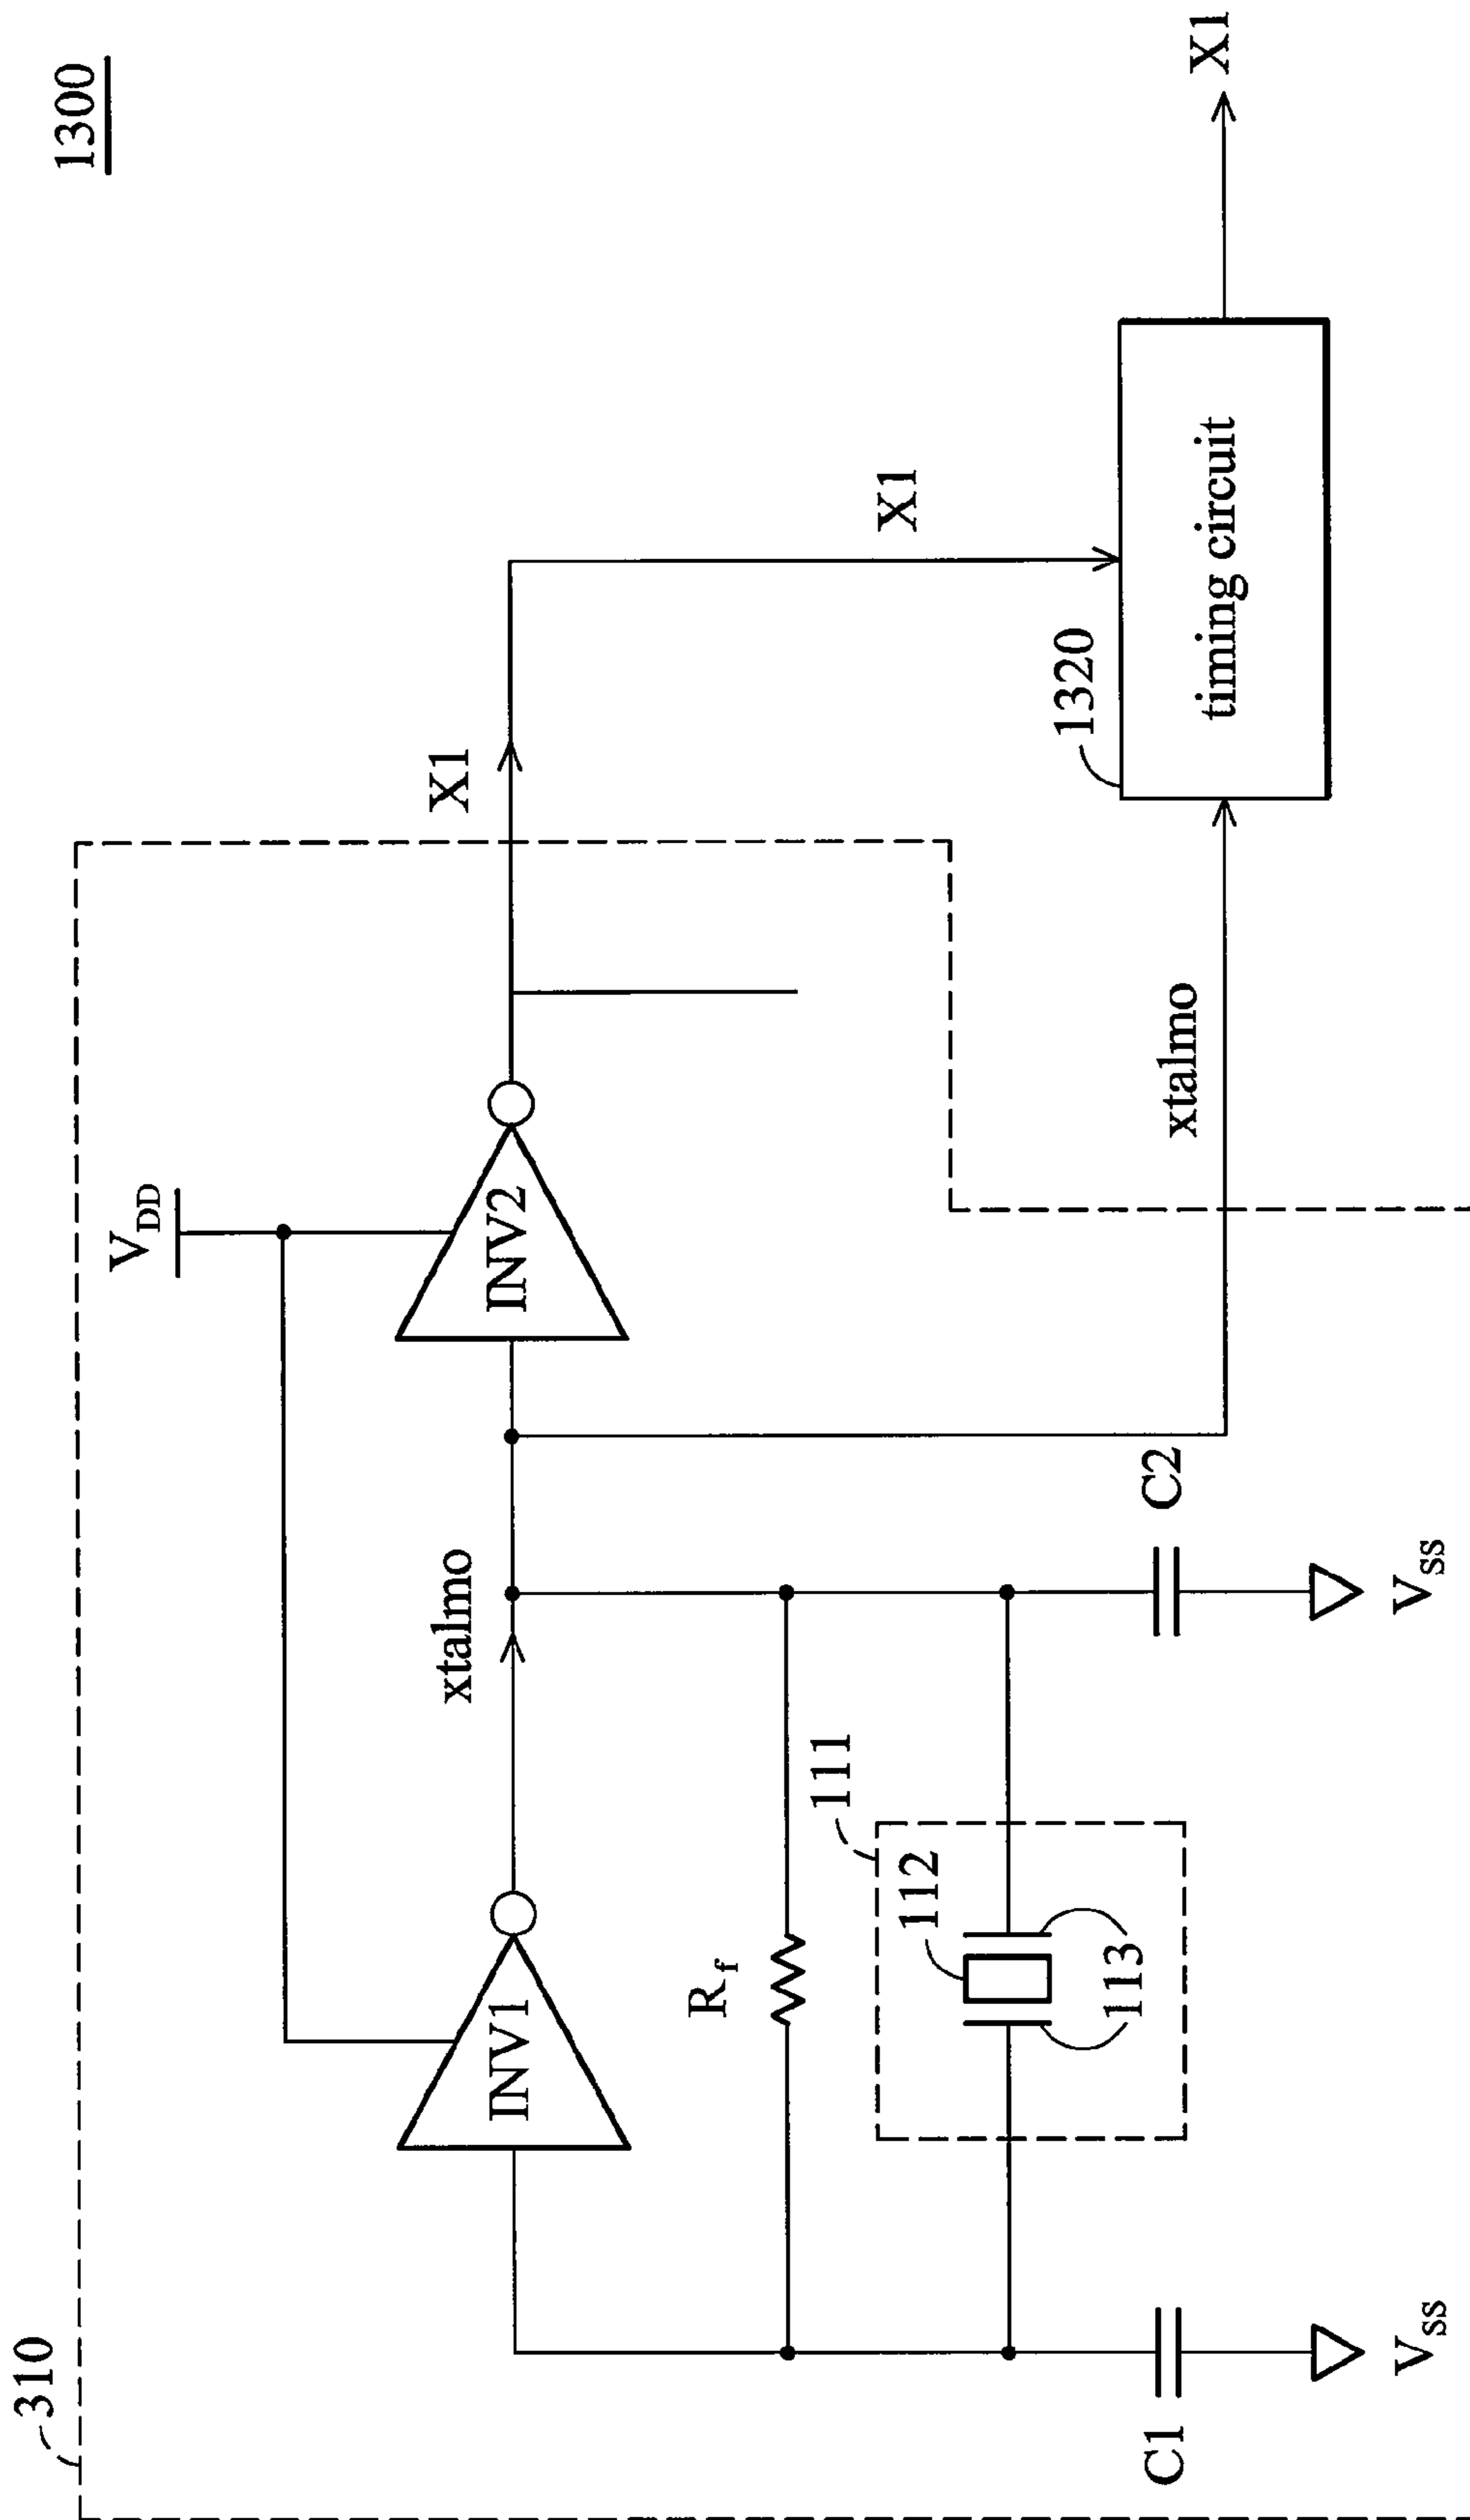 1300
310
V_DD
INV1
xtalmo
INV2
X1
R_f
X1
111
112
113
1320
timing circuit
X1
xtalmo
C1
C2
V_ss
V_ss